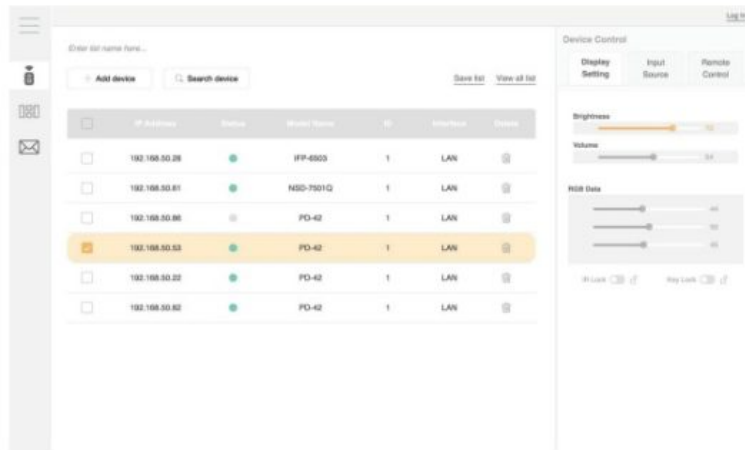 Log In
Enter list name here...
Add device
Search device
Save list
View all list
IP Address Status Model Name ID Interface Delete
192.168.50.28 IFP-6503 1 LAN
192.168.50.61 NSD-7501Q 1 LAN
192.168.50.86 PD-42 1 LAN
192.168.50.53 PD-42 1 LAN
192.168.50.22 PD-42 1 LAN
192.168.50.82 PD-42 1 LAN
Device Control
Display Setting
Input Source
Remote Control
Brightness
Volume
RGB Data
IR Lock
Key Lock